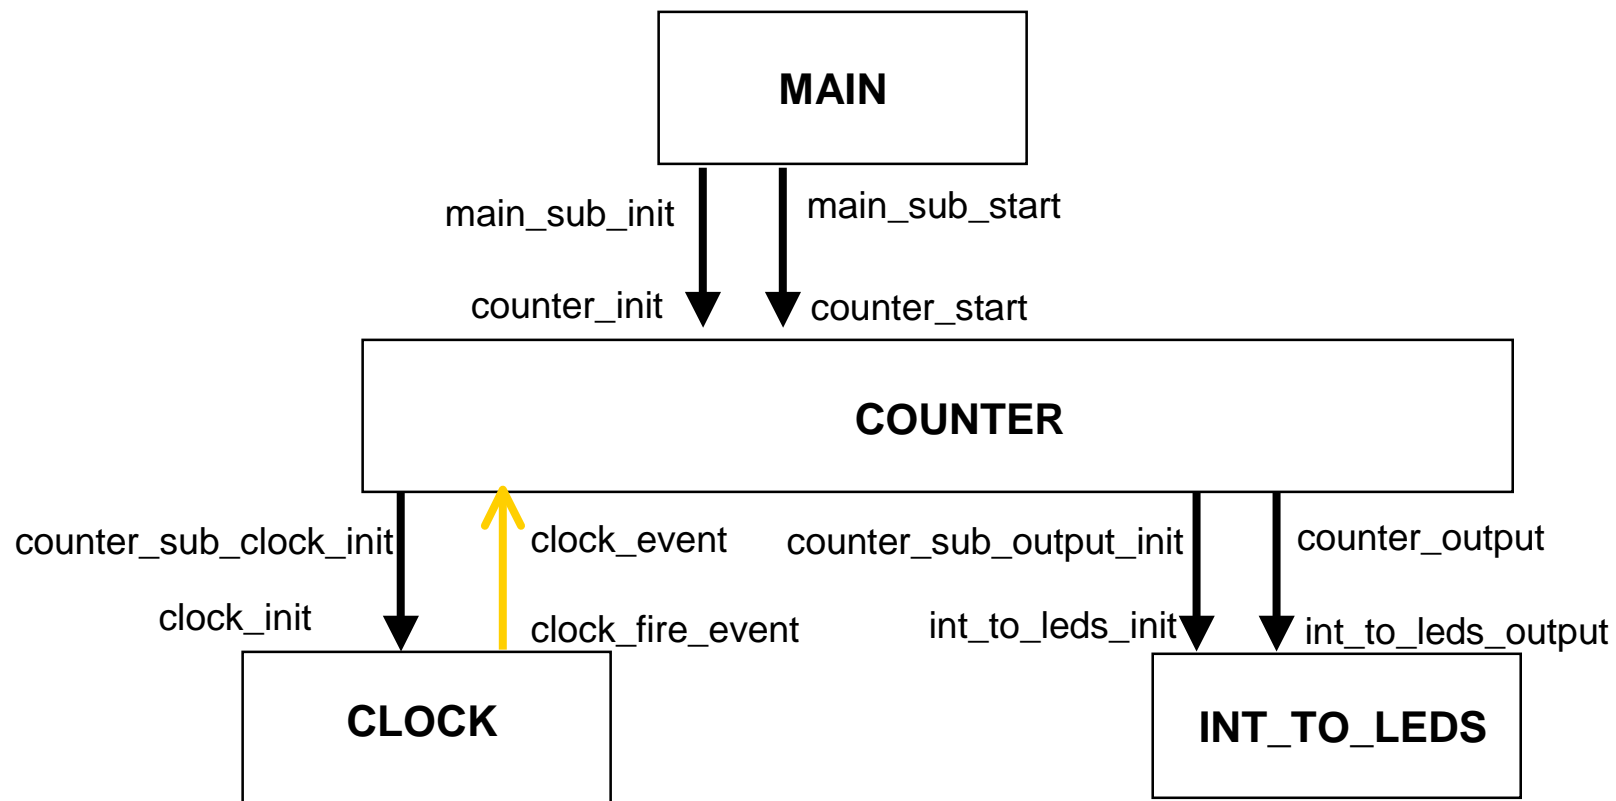 MAIN
main_sub_init
main_sub_start
counter_init
counter_start
COUNTER
counter_sub_clock_init
clock_event
counter_sub_output_init
counter_output
clock_init
clock_fire_event
int_to_leds_init
int_to_leds_output
CLOCK
INT_TO_LEDS